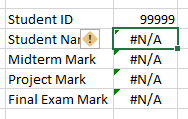 Student ID 99999
Student Na #N/A
Midterm Mark #N/A
Project Mark #N/A
Final Exam Mark #N/A